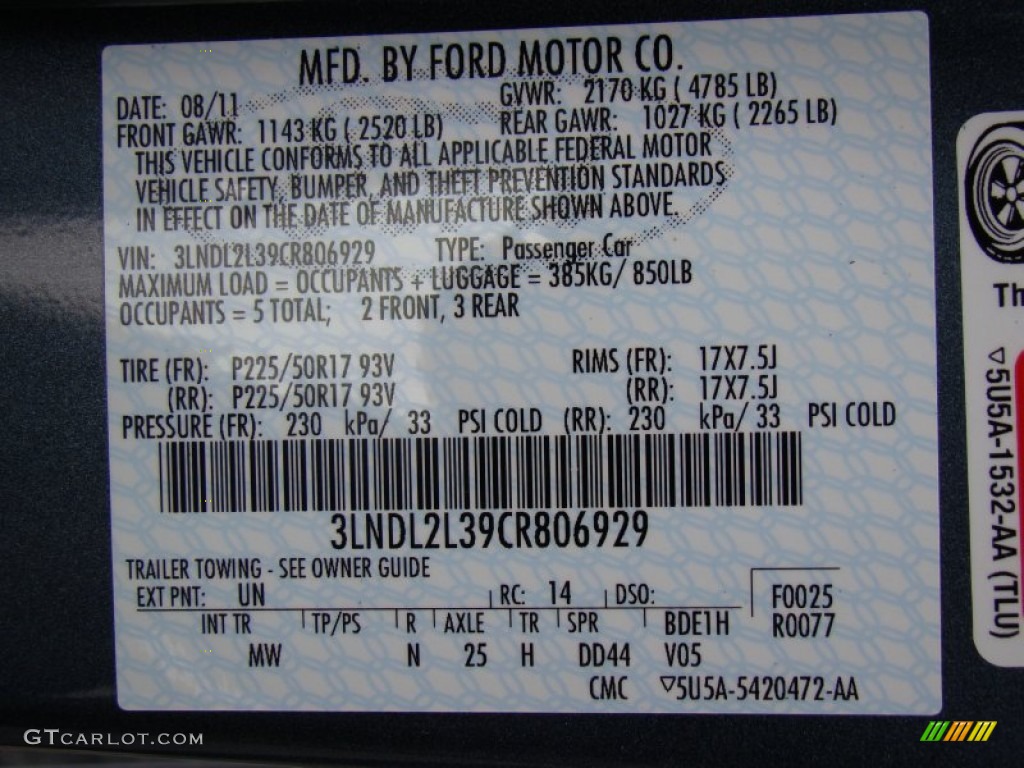 MFD. BY FORD MOTOR CO.
DATE: 08/11 GVWR: 2170 KG ( 4785 LB)
FRONT GAWR: 1143 KG ( 2520 LB) REAR GAWR: 1027 KG ( 2265 LB)
THIS VEHICLE CONFORMS TO ALL APPLICABLE FEDERAL MOTOR
VEHICLE SAFETY, BUMPER, AND THEFT PREVENTION STANDARDS
IN EFFECT ON THE DATE OF MANUFACTURE SHOWN ABOVE.
VIN: 3LNDL2L39CR806929 TYPE: Passenger Car
MAXIMUM LOAD = OCCUPANTS + LUGGAGE = 385KG/ 850LB
OCCUPANTS = 5 TOTAL; 2 FRONT, 3 REAR
TIRE (FR): P225/50R17 93V RIMS (FR): 17X7.5J
(RR): P225/50R17 93V (RR): 17X7.5J
PRESSURE (FR): 230 kPa/ 33 PSI COLD (RR): 230 kPa/ 33 PSI COLD
3LNDL2L39CR806929
TRAILER TOWING - SEE OWNER GUIDE
EXT PNT: UN RC: 14 DSO: F0025
INT TR TP/PS R AXLE TR SPR BDE1H R0077
MW N 25 H DD44 V05
CMC ▽5U5A-5420472-AA
Th
▽5U5A-1532-AA (TLU)
GTCARLOT.COM